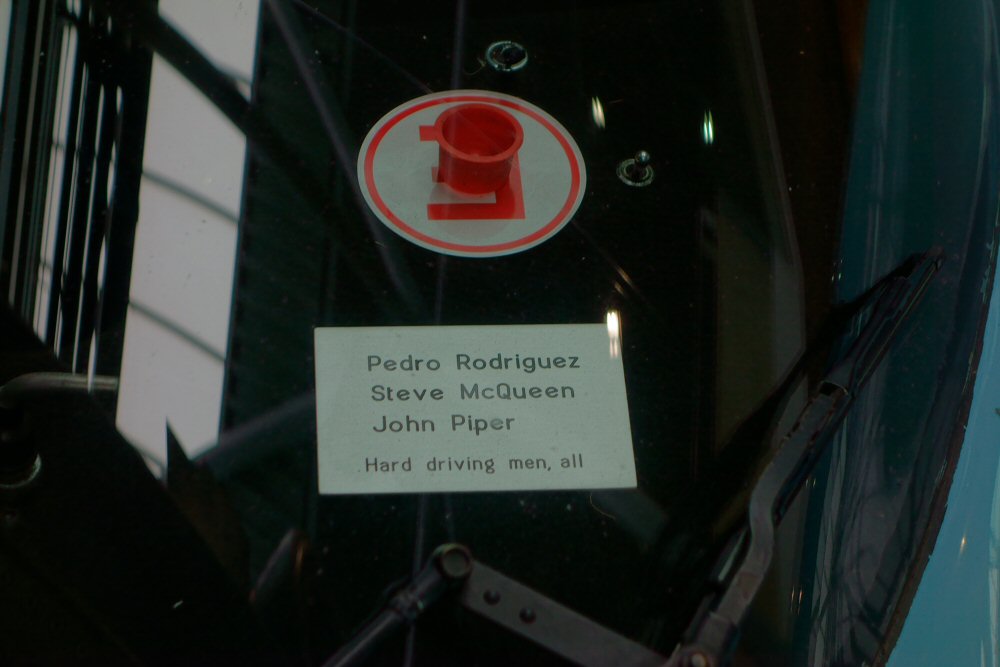 Pedro Rodriguez
Steve McQueen
John Piper
Hard driving men, all